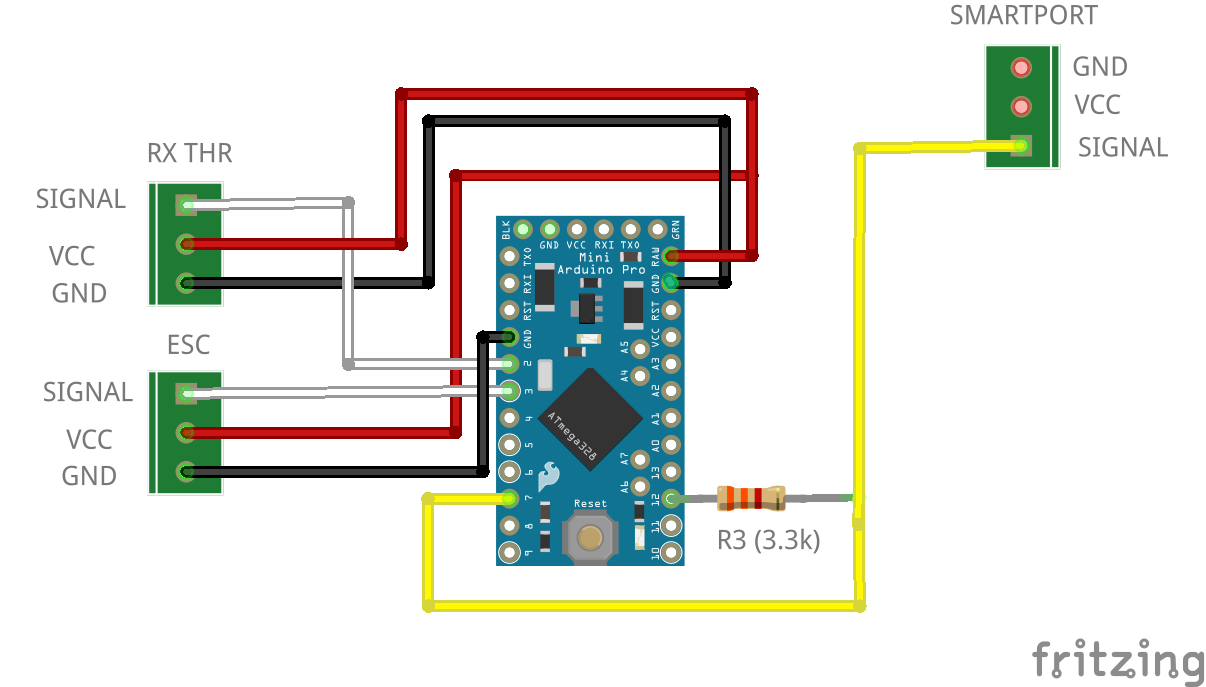 SMARTPORT
GND
VCC
SIGNAL
RX THR
SIGNAL
VCC
GND
ESC
SIGNAL
VCC
GND
BLK
GND VCC RXI TXO
GRN
Mini
Arduino Pro
TXO
RXI
RST
GND
2
3
4
5
6
7
8
9
RAW
GND
RST
VCC
A3
A2
A1
A0
13
12
11
10
A5
A4
A7
A6
ATmega328
Reset
R3 (3.3k)
fritzing